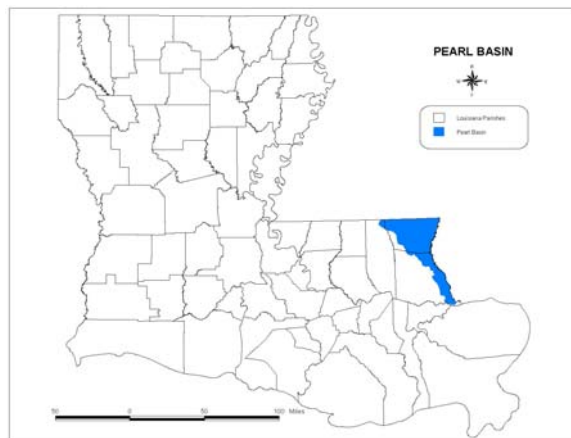 PEARL BASIN
N
W E
S
Louisiana Parishes
Pearl Basin
50 0 50 100 Miles